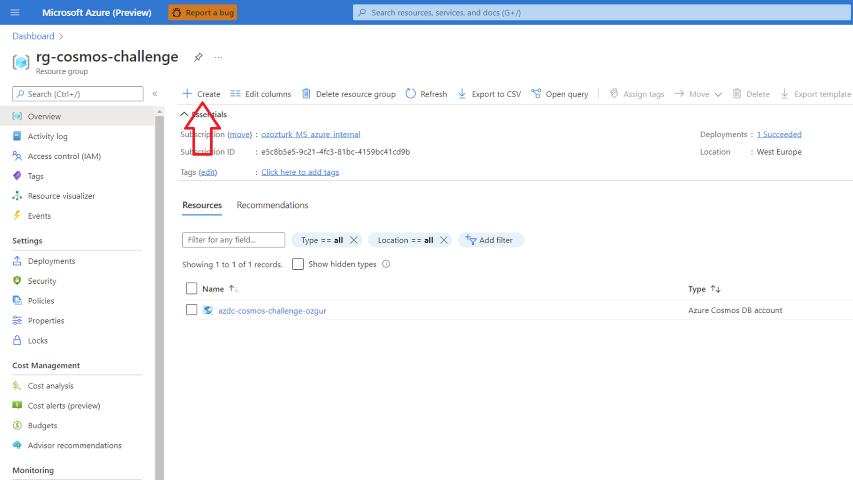 Microsoft Azure (Preview) Report a bug Search resources, services, and docs (G+/)
Dashboard >
rg-cosmos-challenge ...
Resource group
Search (Ctrl+/) «
Create Edit columns Delete resource group Refresh Export to CSV Open query Assign tags Move Delete Export template
Overview
Activity log
Access control (IAM)
Tags
Resource visualizer
Events
Settings
Deployments
Security
Policies
Properties
Locks
Cost Management
Cost analysis
Cost alerts (preview)
Budgets
Advisor recommendations
Monitoring
Essentials
Subscription (move) : ozozturk_MS_azure_internal Deployments : 1 Succeeded
Subscription ID : e5c8b5e5-9c21-4fc3-81bc-4159bc41cd9b Location : West Europe
Tags (edit) : Click here to add tags
Resources Recommendations
Filter for any field... Type == all Location == all Add filter
Showing 1 to 1 of 1 records. Show hidden types
Name Type
azdc-cosmos-challenge-ozgur Azure Cosmos DB account